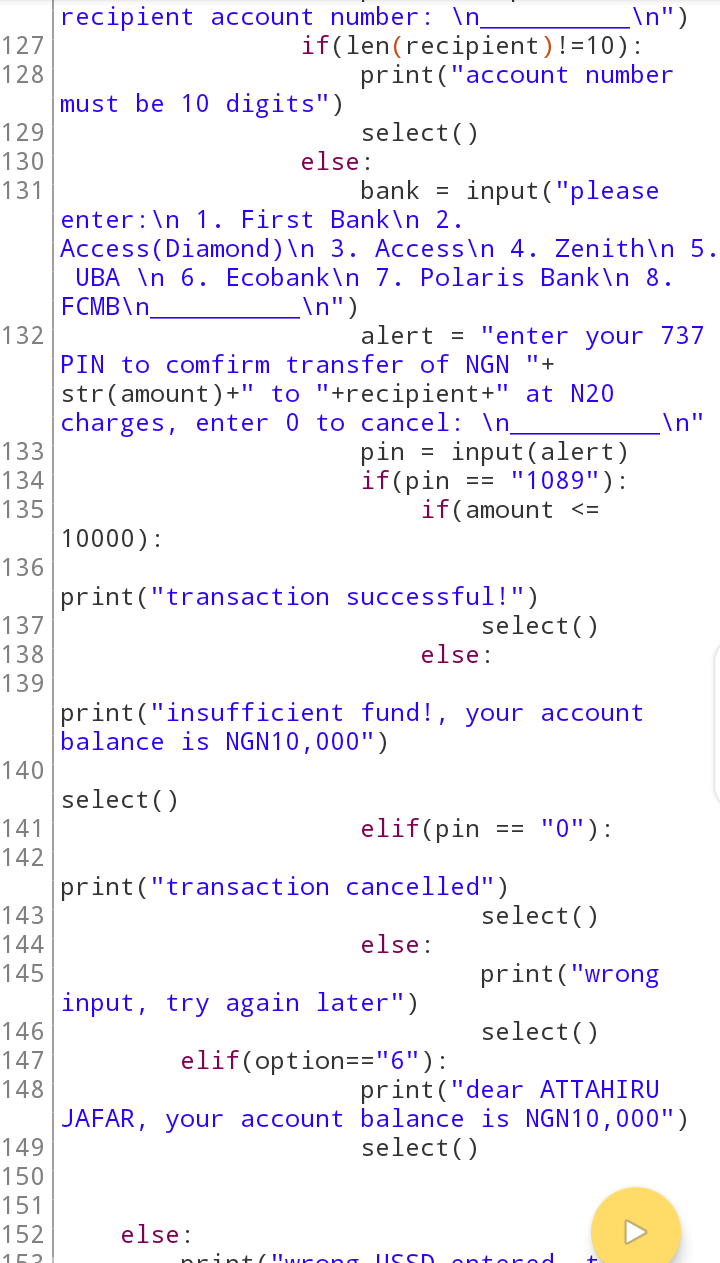 recipient account number: \n__________\n")
127 if(len(recipient)!=10):
128 print("account number
must be 10 digits")
129 select()
130 else:
131 bank = input("please
enter:\n 1. First Bank\n 2.
Access(Diamond)\n 3. Access\n 4. Zenith\n 5.
UBA \n 6. Ecobank\n 7. Polaris Bank\n 8.
FCMB\n__________\n")
132 alert = "enter your 737
PIN to comfirm transfer of NGN "+
str(amount)+" to "+recipient+" at N20
charges, enter 0 to cancel: \n__________\n"
133 pin = input(alert)
134 if(pin == "1089"):
135 if(amount <=
10000):
136
print("transaction successful!")
137 select()
138 else:
139
print("insufficient fund!, your account
balance is NGN10,000")
140
select()
141 elif(pin == "0"):
142
print("transaction cancelled")
143 select()
144 else:
145 print("wrong
input, try again later")
146 select()
147 elif(option=="6"):
148 print("dear ATTAHIRU
JAFAR, your account balance is NGN10,000")
149 select()
150
151
152 else:
153 print("wrong USSD entered, t